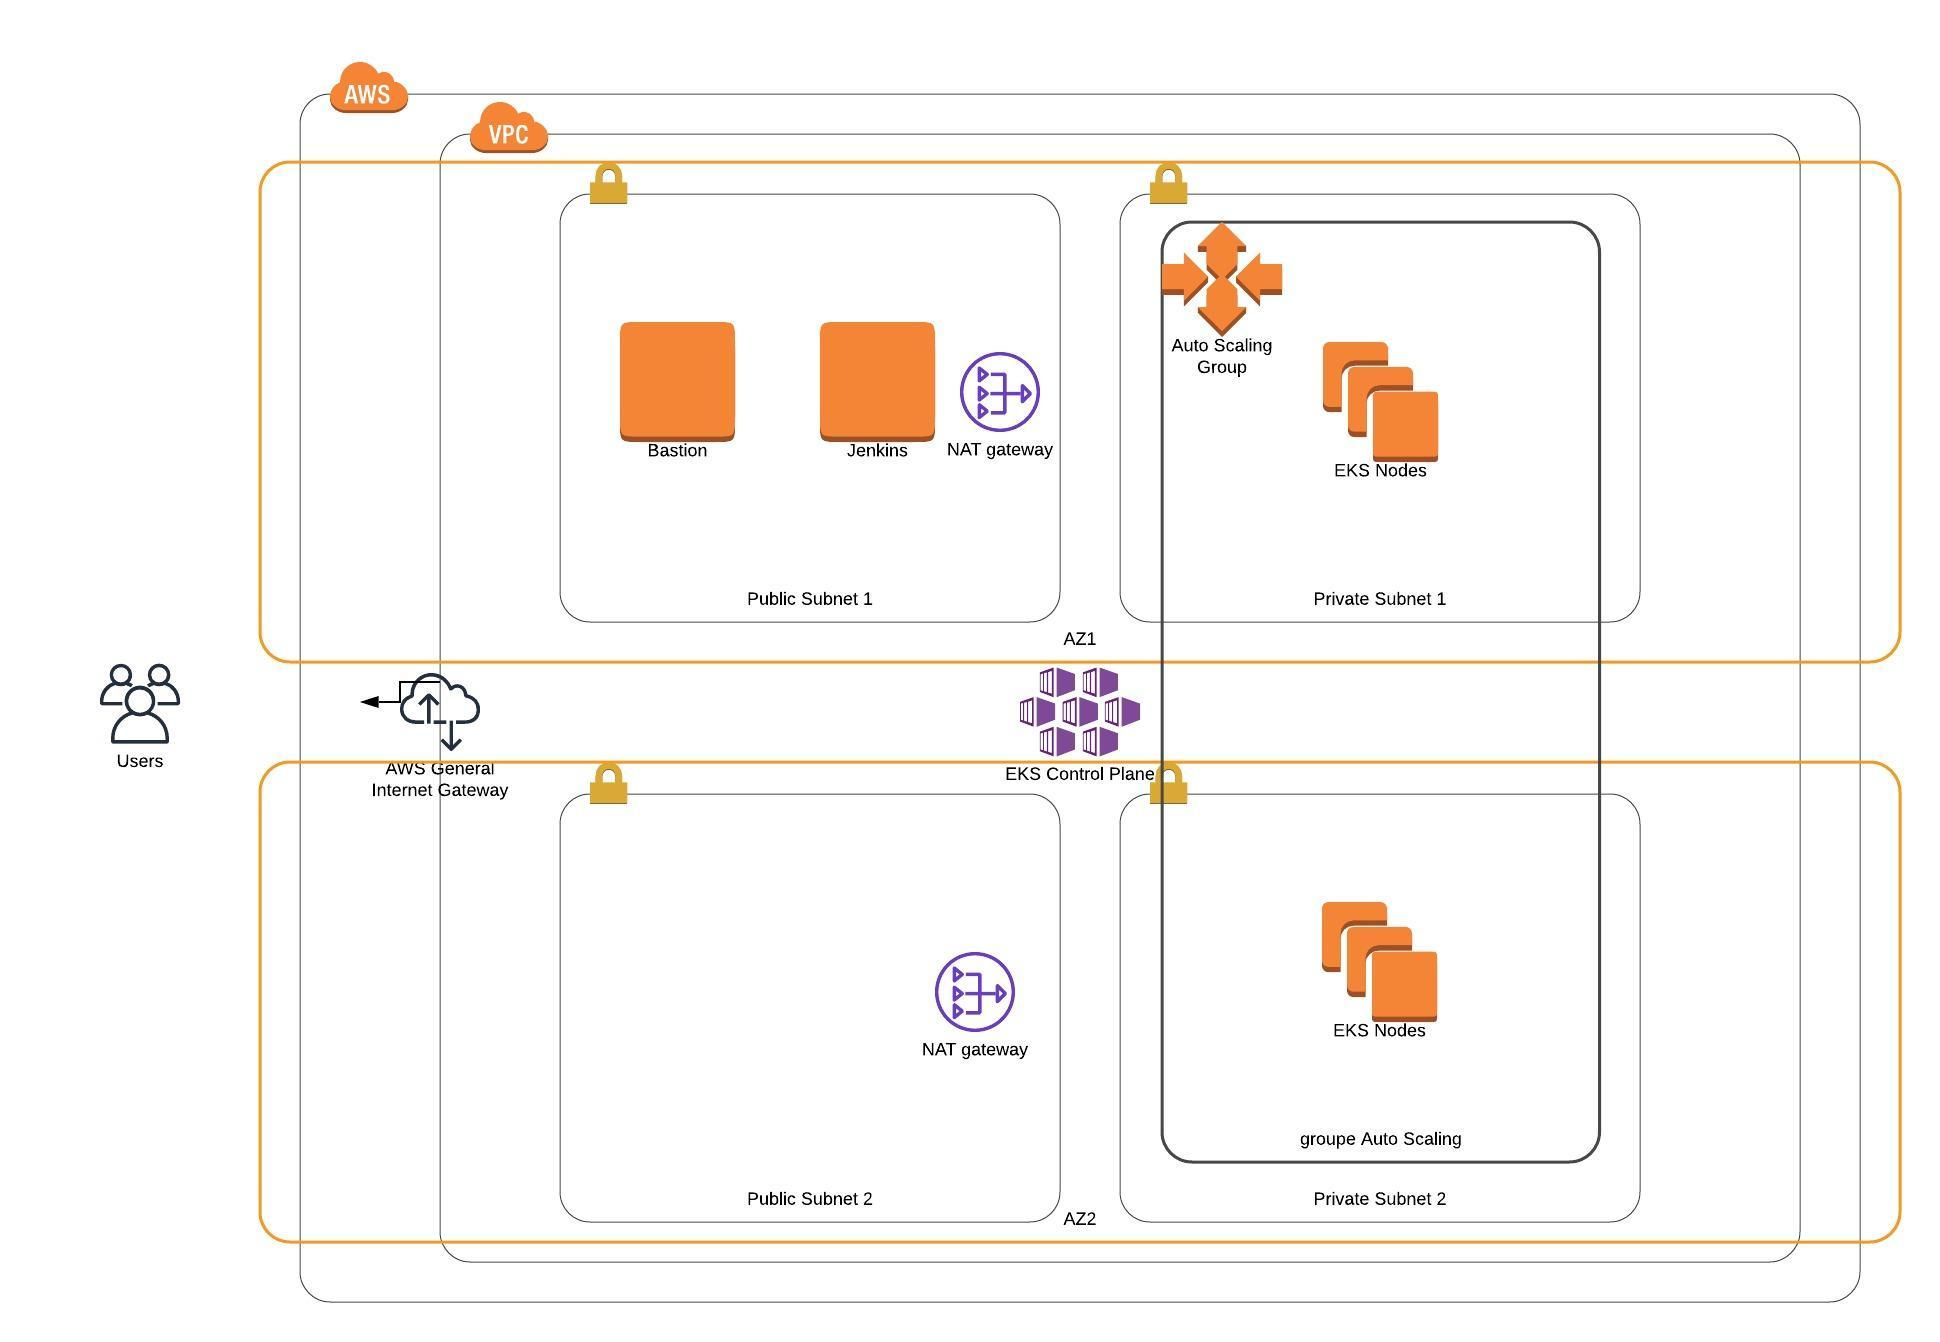 AWS
VPC
Auto Scaling
Group
Bastion
Jenkins
NAT gateway
EKS Nodes
Public Subnet 1
Private Subnet 1
AZ1
Users
AWS General
Internet Gateway
EKS Control Plane
NAT gateway
EKS Nodes
groupe Auto Scaling
Public Subnet 2
Private Subnet 2
AZ2